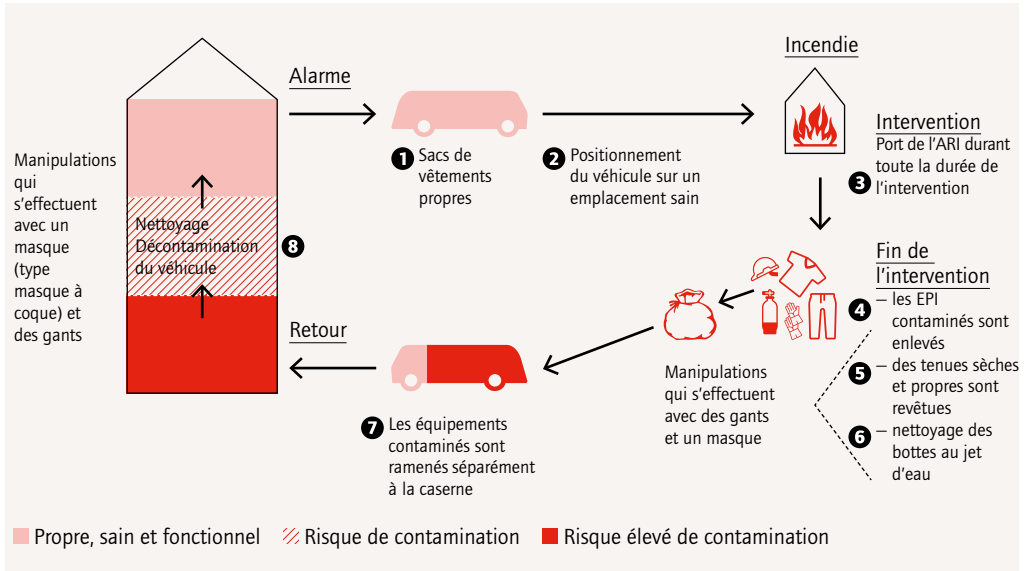 Alarme
Incendie
Manipulations
qui
s'effectuent
avec un
masque
(type
masque à
coque) et
des gants
1 Sacs de
vêtements
propres
2 Positionnement
du véhicule sur un
emplacement sain
Intervention
Port de l'ARI durant
toute la durée de
3 l'intervention
Nettoyage
Décontamination
du véhicule
8
Fin de
l'intervention
4 – les EPI
contaminés sont
enlevés
5 – des tenues sèches
et propres sont
revêtues
6 – nettoyage des
bottes au jet
d'eau
Manipulations
qui s'effectuent
avec des gants
et un masque
Retour
7 Les équipements
contaminés sont
ramenés séparément
à la caserne
Propre, sain et fonctionnel Risque de contamination Risque élevé de contamination